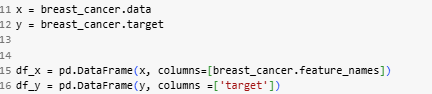 11 x = breast_cancer.data
12 y = breast_cancer.target
13
14
15 df_x = pd.DataFrame(x, columns=[breast_cancer.feature_names])
16 df_y = pd.DataFrame(y, columns =['target'])